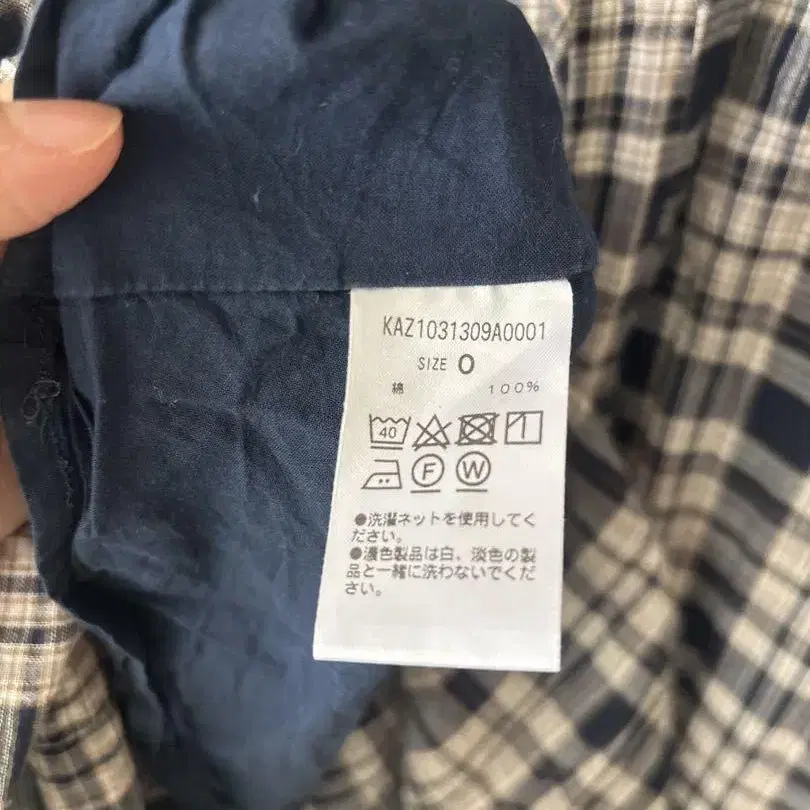 KAZ1031309A0001
SIZE 0
綿 100%
40
F W
●洗濯ネットを使用してく
ださい。
●濃色製品は白、淡色の製
品と一緒に洗わないでくだ
さい。